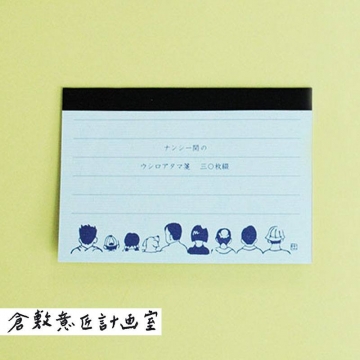 ナンシー関の
ウシロアタマ箋 三〇枚綴
倉敷意匠計画室